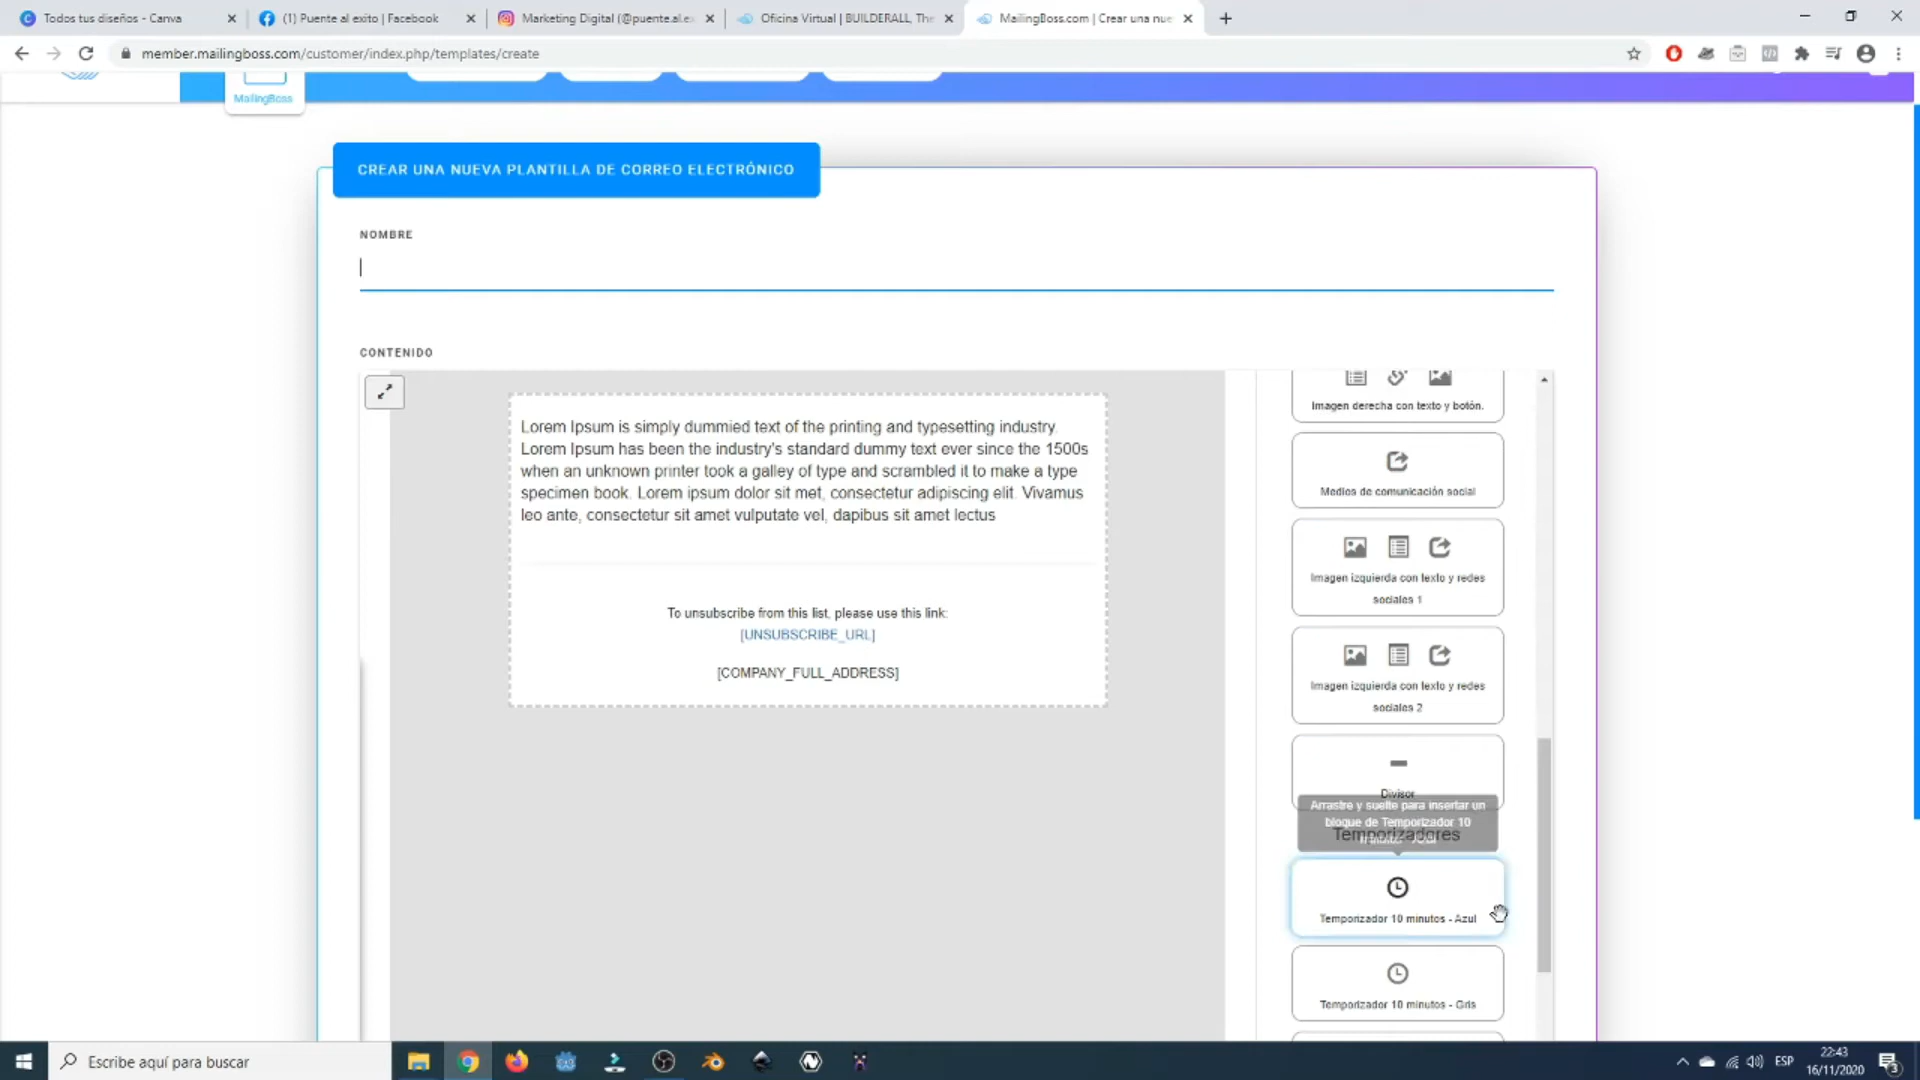 Todos tus diseños - Canva
(1) Puente al exito | Facebook
Marketing Digital (@puente.al.ex
Oficina Virtual | BUILDERALL, The
MailingBoss.com | Crear una nue
member.mailingboss.com/customer/index.php/templates/create
MailingBoss
CREAR UNA NUEVA PLANTILLA DE CORREO ELECTRÓNICO
NOMBRE
CONTENIDO
Lorem Ipsum is simply dummied text of the printing and typesetting industry.
Lorem Ipsum has been the industry's standard dummy text ever since the 1500s
when an unknown printer took a galley of type and scrambled it to make a type
specimen book. Lorem ipsum dolor sit met, consectetur adipiscing elit. Vivamus
leo ante, consectetur sit amet vulputate vel, dapibus sit amet lectus
To unsubscribe from this list, please use this link:
[UNSUBSCRIBE_URL]
[COMPANY_FULL_ADDRESS]
Imagen derecha con texto y botón.
Medios de comunicación social
Imagen izquierda con texto y redes
sociales 1
Imagen izquierda con texto y redes
sociales 2
Divisor
Arrastre y suelte para insertar un
bloque de Temporizador 10
Temporizadores
Temporizador 10 minutos - Azul
Temporizador 10 minutos - Gris
Escribe aquí para buscar
ESP
22:43
16/11/2020
3